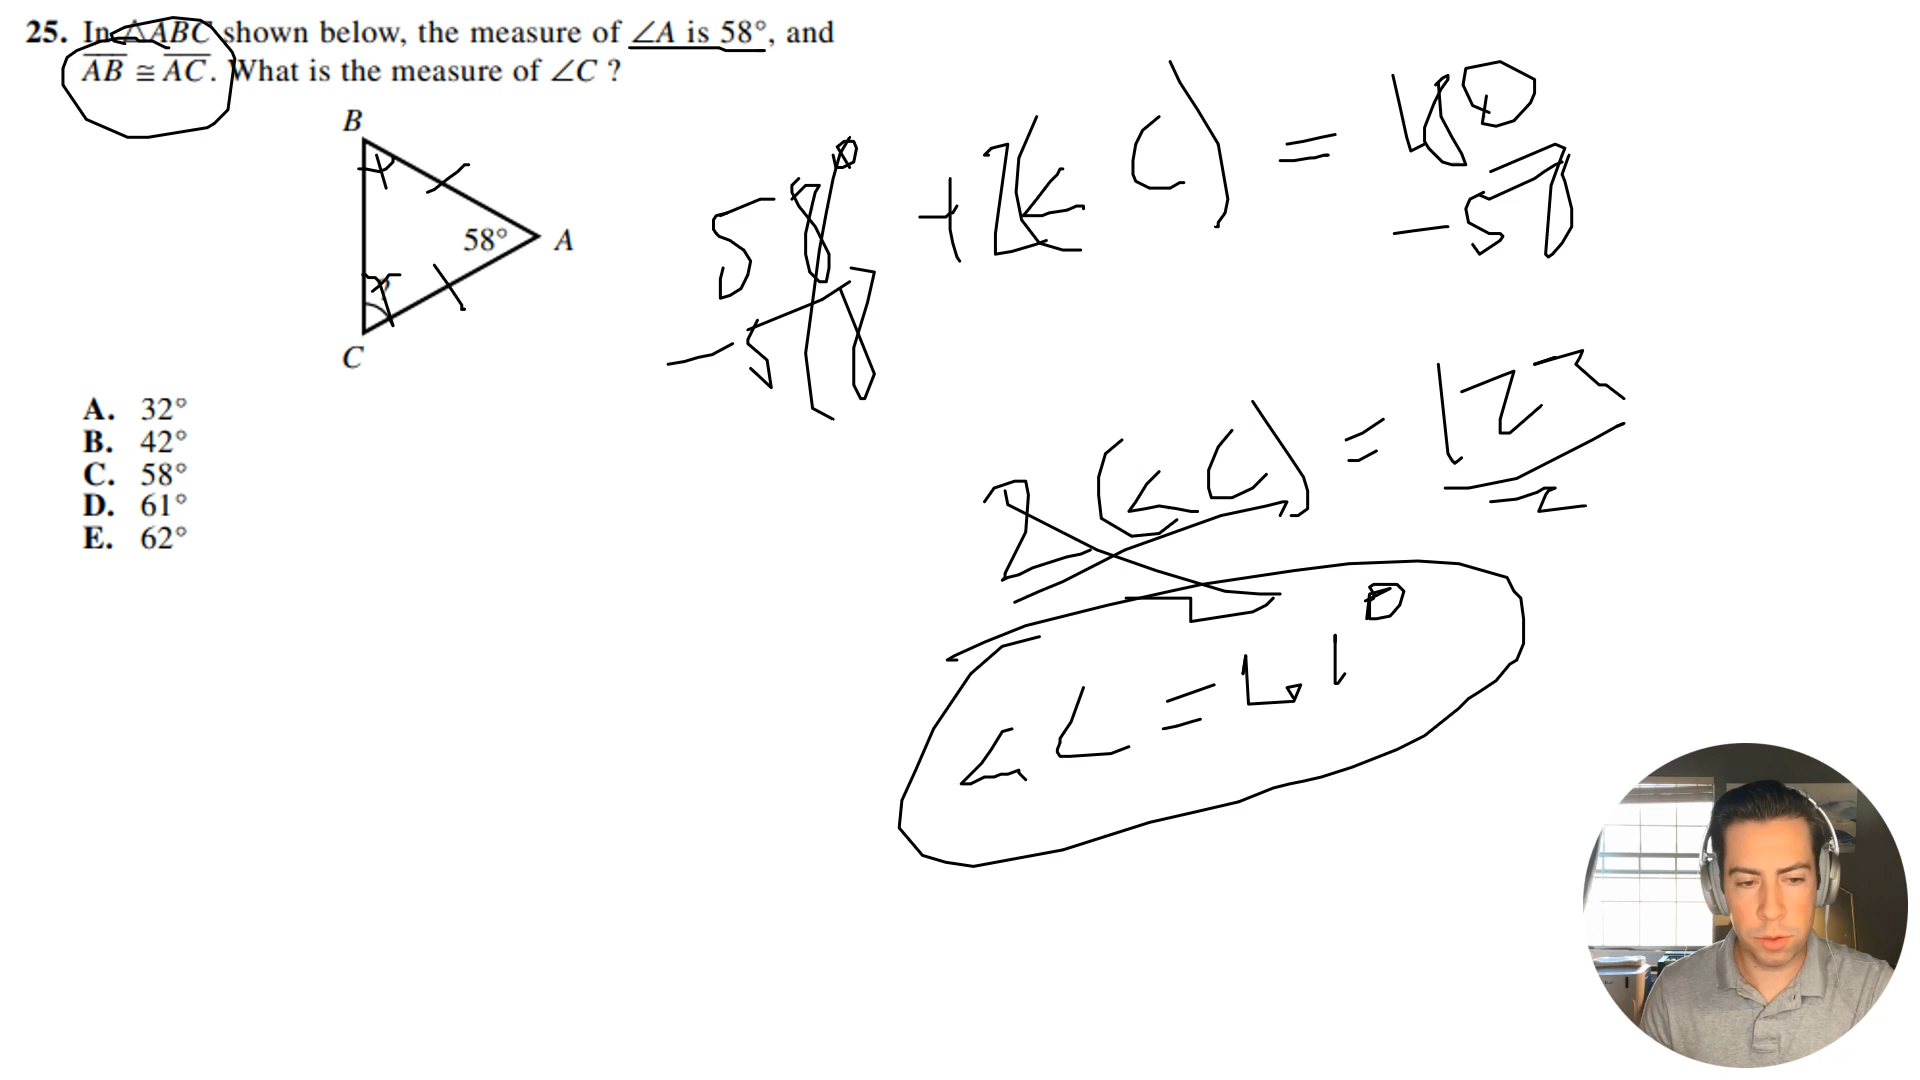 25. In △ABC shown below, the measure of ∠A is 58°, and
AB ≅ AC. What is the measure of ∠C ?
B
58°
A
C
A. 32°
B. 42°
C. 58°
D. 61°
E. 62°
58° + 2(∠C) = 180
-58 -58
2(∠C) = 122
2 2
∠C = 61°